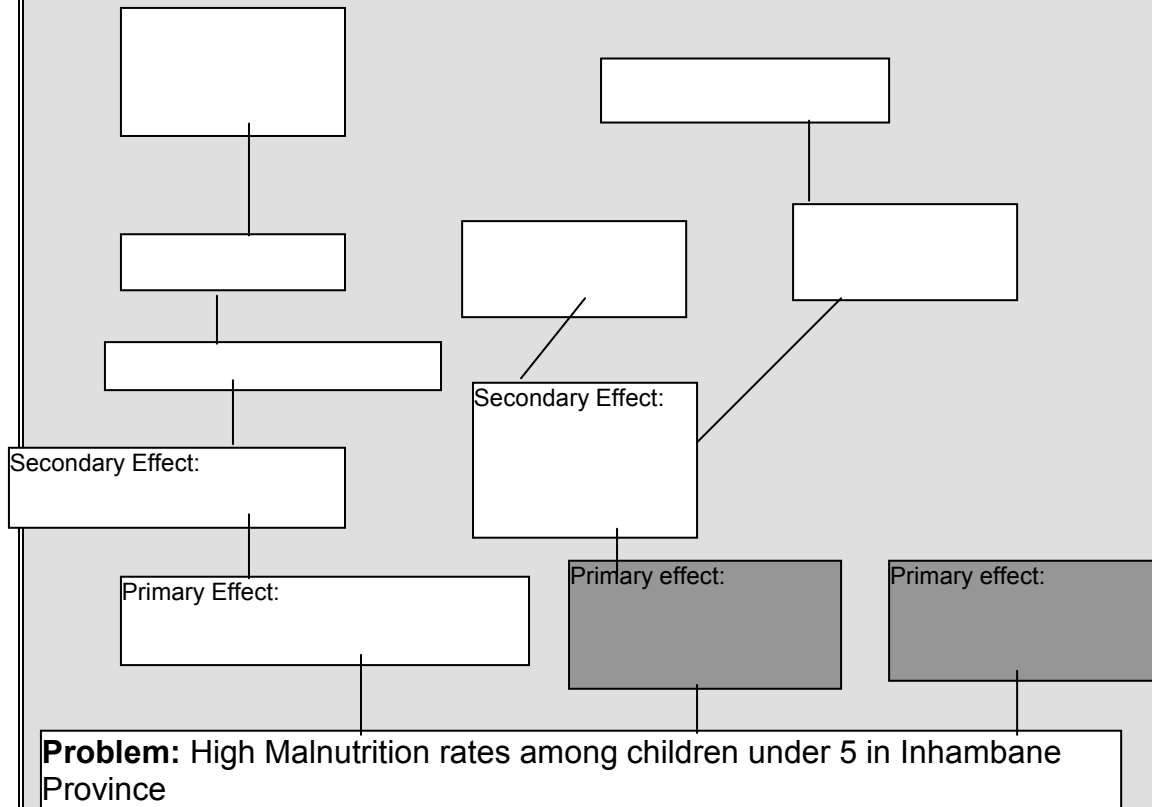 Secondary Effect:
Secondary Effect:
Primary Effect:
Primary effect:
Primary effect:
Problem: High Malnutrition rates among children under 5 in Inhambane
Province